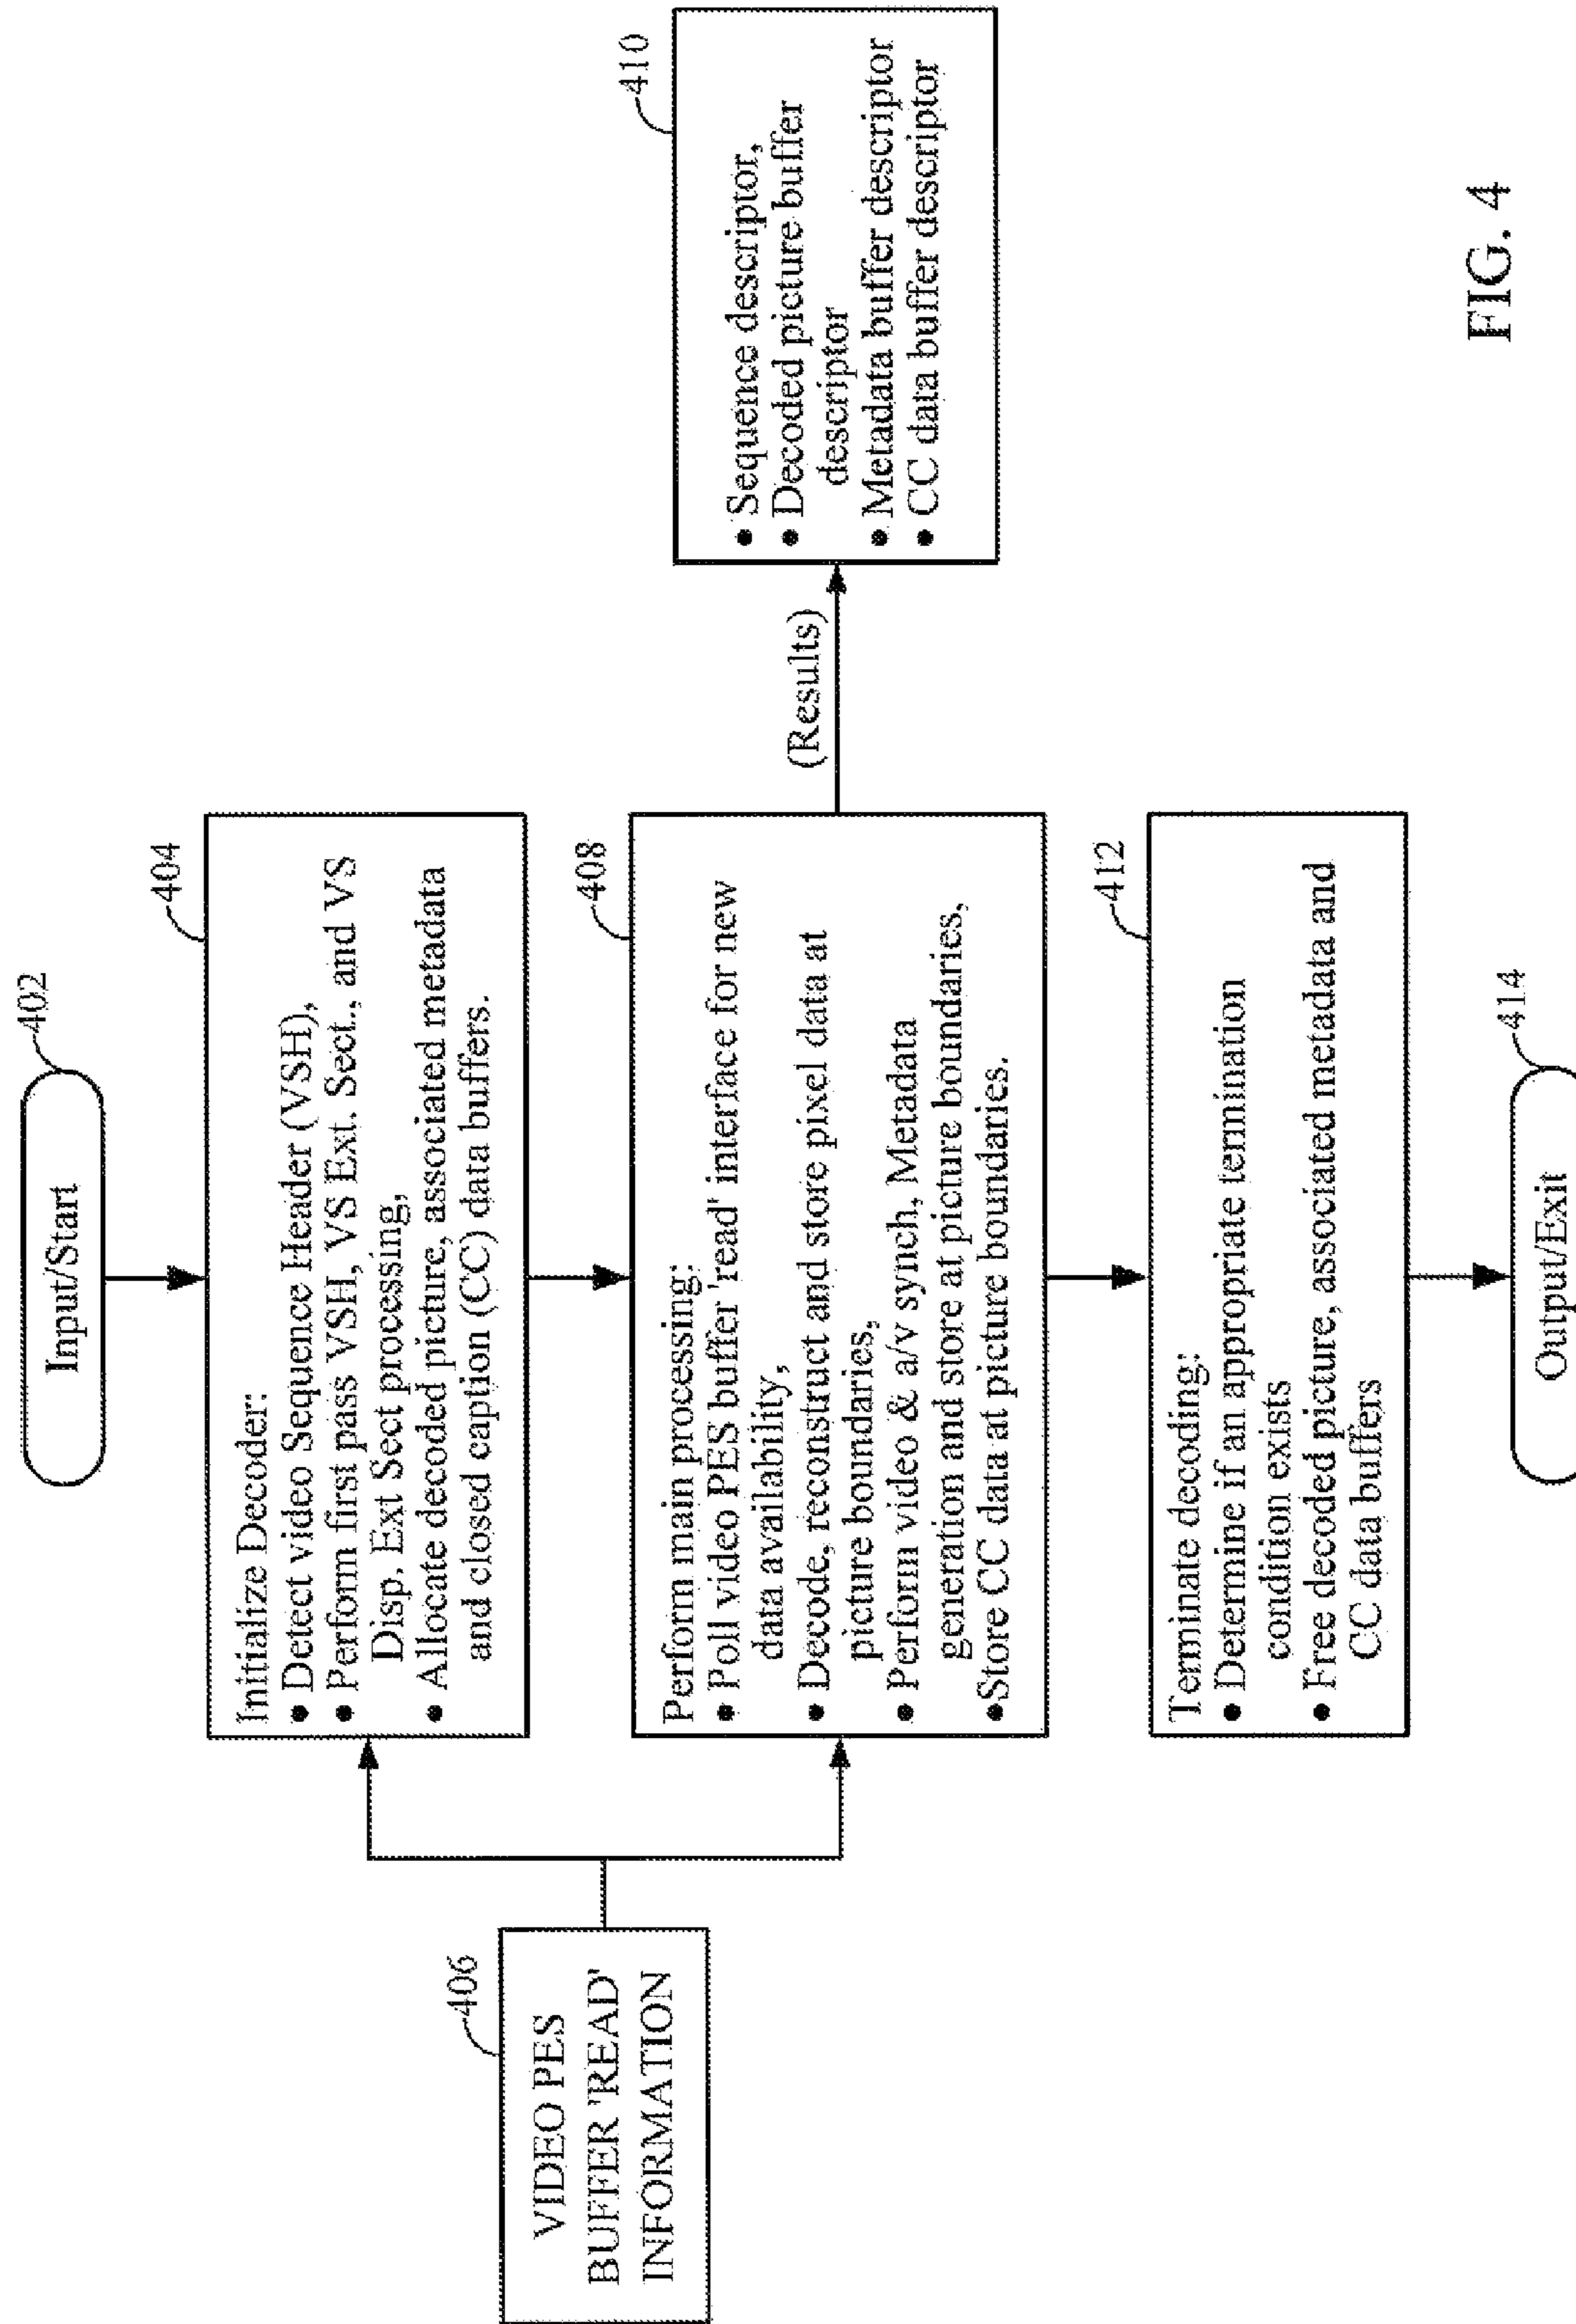 402
Input/Start
404
Initialize Decoder:
• Detect video Sequence Header (VSH),
• Perform first pass VSH, VS Ext. Sect., and VS
Disp. Ext Sect processing,
• Allocate decoded picture, associated metadata
and closed caption (CC) data buffers.
406
VIDEO PES
BUFFER 'READ'
INFORMATION
408
Perform main processing:
• Poll video PES buffer 'read' interface for new
data availability,
• Decode, reconstruct and store pixel data at
picture boundaries,
• Perform video & a/v synch, Metadata
generation and store at picture boundaries,
•Store CC data at picture boundaries.
(Results)
410
• Sequence descriptor,
• Decoded picture buffer
descriptor
• Metadata buffer descriptor
• CC data buffer descriptor
412
Terminate decoding:
• Determine if an appropriate termination
condition exists
• Free decoded picture, associated metadata and
CC data buffers
414
Output/Exit
FIG. 4